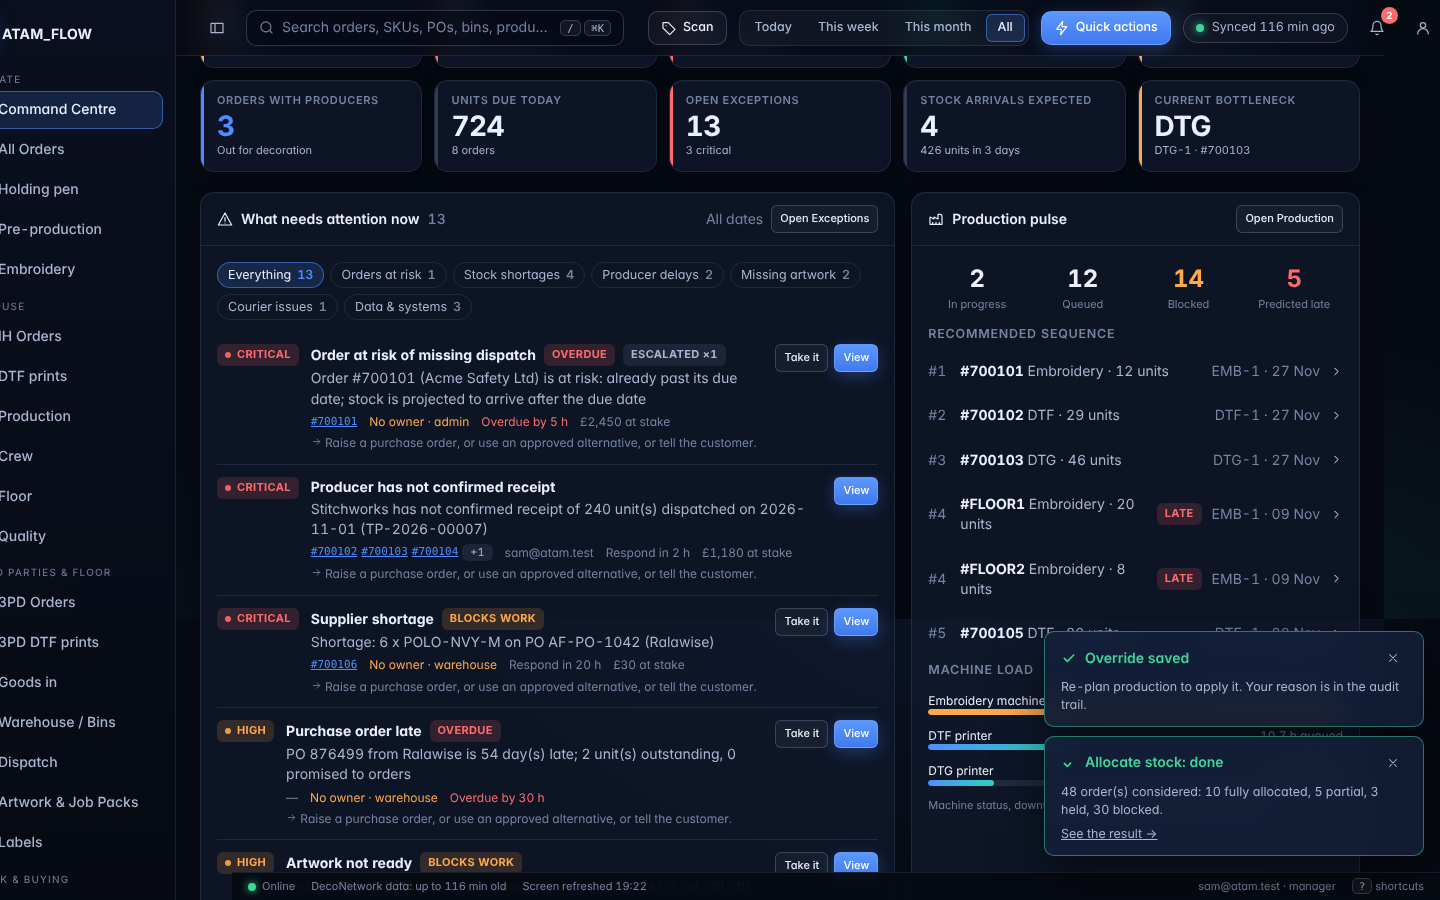 ATAM_FLOW
Search orders, SKUs, POs, bins, produ...
/
⌘K
Scan
Today
This week
This month
All
Quick actions
Synced 116 min ago
2
ATE
Command Centre
All Orders
Holding pen
Pre-production
Embroidery
USE
IH Orders
DTF prints
Production
Crew
Floor
Quality
D PARTIES & FLOOR
3PD Orders
3PD DTF prints
Goods in
Warehouse / Bins
Dispatch
Artwork & Job Packs
Labels
K & BUYING
ORDERS WITH PRODUCERS
3
Out for decoration
UNITS DUE TODAY
724
8 orders
OPEN EXCEPTIONS
13
3 critical
STOCK ARRIVALS EXPECTED
4
426 units in 3 days
CURRENT BOTTLENECK
DTG
DTG-1 · #700103
What needs attention now 13
All dates
Open Exceptions
Everything 13
Orders at risk 1
Stock shortages 4
Producer delays 2
Missing artwork 2
Courier issues 1
Data & systems 3
CRITICAL
Order at risk of missing dispatch OVERDUE ESCALATED ×1
Take it
View
Order #700101 (Acme Safety Ltd) is at risk: already past its due
date; stock is projected to arrive after the due date
#700101 No owner · admin Overdue by 5 h £2,450 at stake
→ Raise a purchase order, or use an approved alternative, or tell the customer.
CRITICAL
Producer has not confirmed receipt
View
Stitchworks has not confirmed receipt of 240 unit(s) dispatched on 2026-
11-01 (TP-2026-00007)
#700102 #700103 #700104 +1 sam@atam.test Respond in 2 h £1,180 at stake
→ Raise a purchase order, or use an approved alternative, or tell the customer.
CRITICAL
Supplier shortage BLOCKS WORK
Take it
View
Shortage: 6 x POLO-NVY-M on PO AF-PO-1042 (Ralawise)
#700106 No owner · warehouse Respond in 20 h £30 at stake
→ Raise a purchase order, or use an approved alternative, or tell the customer.
HIGH
Purchase order late OVERDUE
Take it
View
PO 876499 from Ralawise is 54 day(s) late; 2 unit(s) outstanding, 0
promised to orders
— No owner · warehouse Overdue by 30 h
→ Raise a purchase order, or use an approved alternative, or tell the customer.
HIGH
Artwork not ready BLOCKS WORK
Take it
View
Production pulse
Open Production
2
In progress
12
Queued
14
Blocked
5
Predicted late
RECOMMENDED SEQUENCE
#1 #700101 Embroidery · 12 units EMB-1 · 27 Nov
#2 #700102 DTF · 29 units DTF-1 · 27 Nov
#3 #700103 DTG · 46 units DTG-1 · 27 Nov
#4 #FLOOR1 Embroidery · 20
units
LATE EMB-1 · 09 Nov
#4 #FLOOR2 Embroidery · 8
units
LATE EMB-1 · 09 Nov
#5 #700105
MACHINE LOAD
Embroidery machine
DTF printer
DTG printer
Machine status,
Override saved
Re-plan production to apply it. Your reason is in the audit
trail.
Allocate stock: done
48 order(s) considered: 10 fully allocated, 5 partial, 3
held, 30 blocked.
See the result →
Online
DecoNetwork data: up to 116 min old
Screen refreshed 19:22
sam@atam.test · manager
? shortcuts